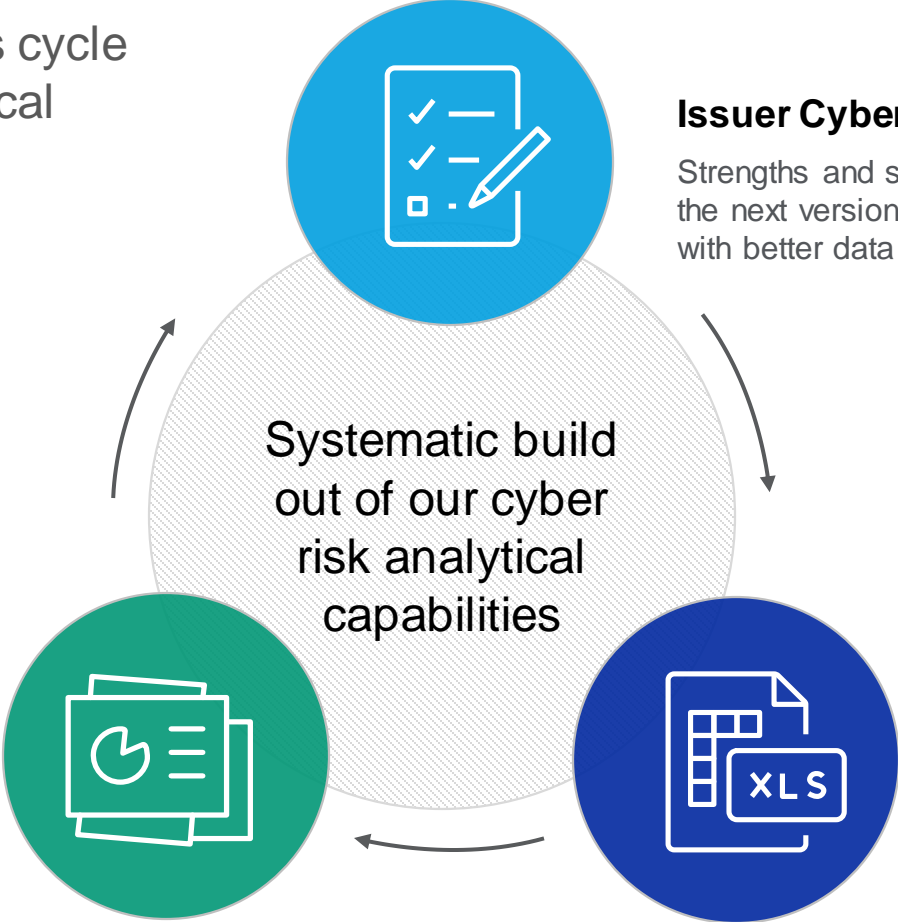 s cycle
cal
Issuer Cyber
Strengths and s
the next version
with better data
Systematic build
out of our cyber
risk analytical
capabilities
XLS